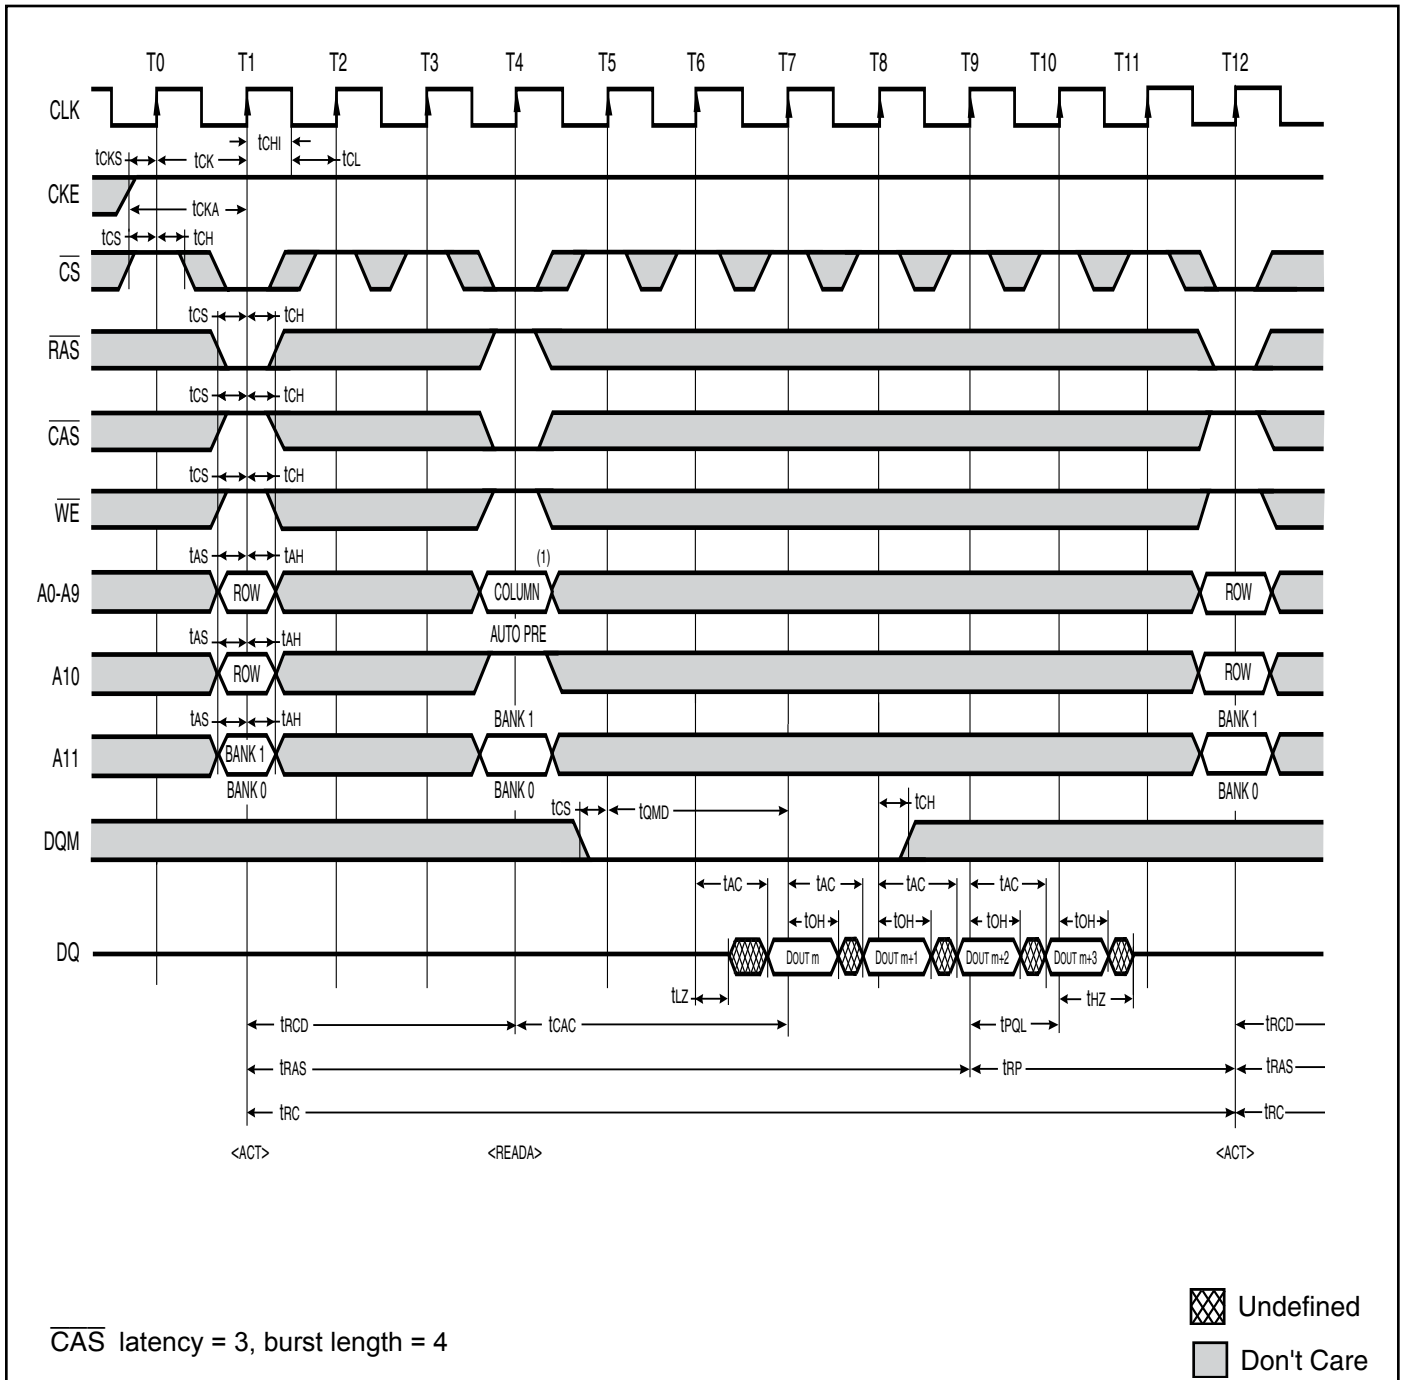 T0 T1 T2 T3 T4 T5 T6 T7 T8 T9 T10 T11 T12
CLK
tCHI
tCKS tCK tCL
CKE
tCKA
tCS tCH
CS
tCS tCH
RAS
tCS tCH
CAS
tCS tCH
WE
tAS tAH (1)
A0-A9 ROW COLUMN ROW
tAS tAH AUTO PRE
A10 ROW ROW
tAS tAH BANK 1 BANK 1
A11 BANK 1
BANK 0 BANK 0 BANK 0
tCS tQMD tCH
DQM
tAC tAC tAC tAC
tOH tOH tOH tOH
DQ DOUT m DOUT m+1 DOUT m+2 DOUT m+3
tLZ tHZ
tRCD tCAC tPQL tRCD
tRAS tRP tRAS
tRC tRC
<ACT> <READA> <ACT>
Undefined
CAS latency = 3, burst length = 4
Don't Care